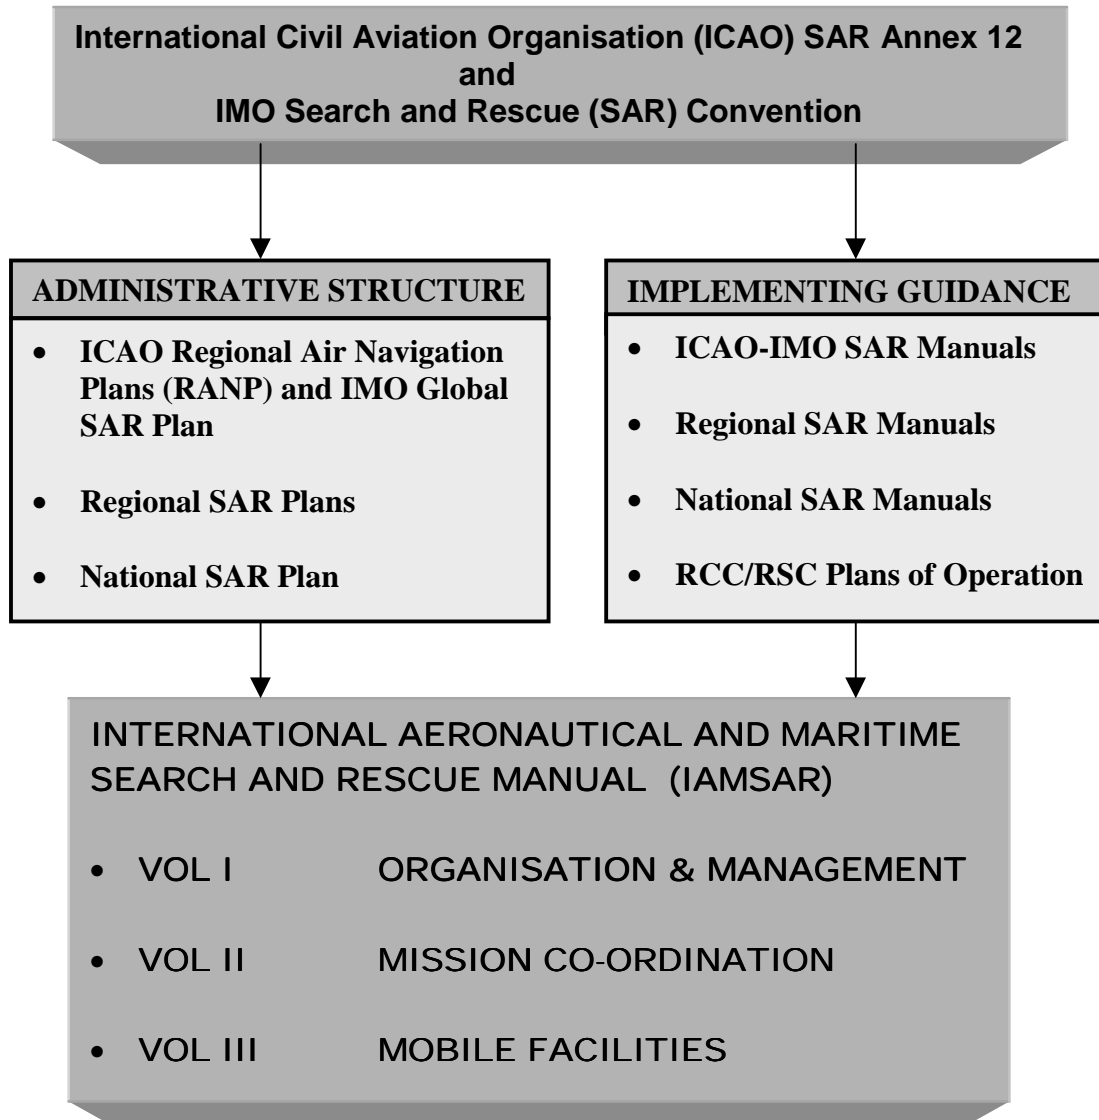 International Civil Aviation Organisation (ICAO) SAR Annex 12
and
IMO Search and Rescue (SAR) Convention
ADMINISTRATIVE STRUCTURE
• ICAO Regional Air Navigation
Plans (RANP) and IMO Global
SAR Plan
• Regional SAR Plans
• National SAR Plan
IMPLEMENTING GUIDANCE
• ICAO-IMO SAR Manuals
• Regional SAR Manuals
• National SAR Manuals
• RCC/RSC Plans of Operation
INTERNATIONAL AERONAUTICAL AND MARITIME
SEARCH AND RESCUE MANUAL (IAMSAR)
• VOL I ORGANISATION & MANAGEMENT
• VOL II MISSION CO-ORDINATION
• VOL III MOBILE FACILITIES